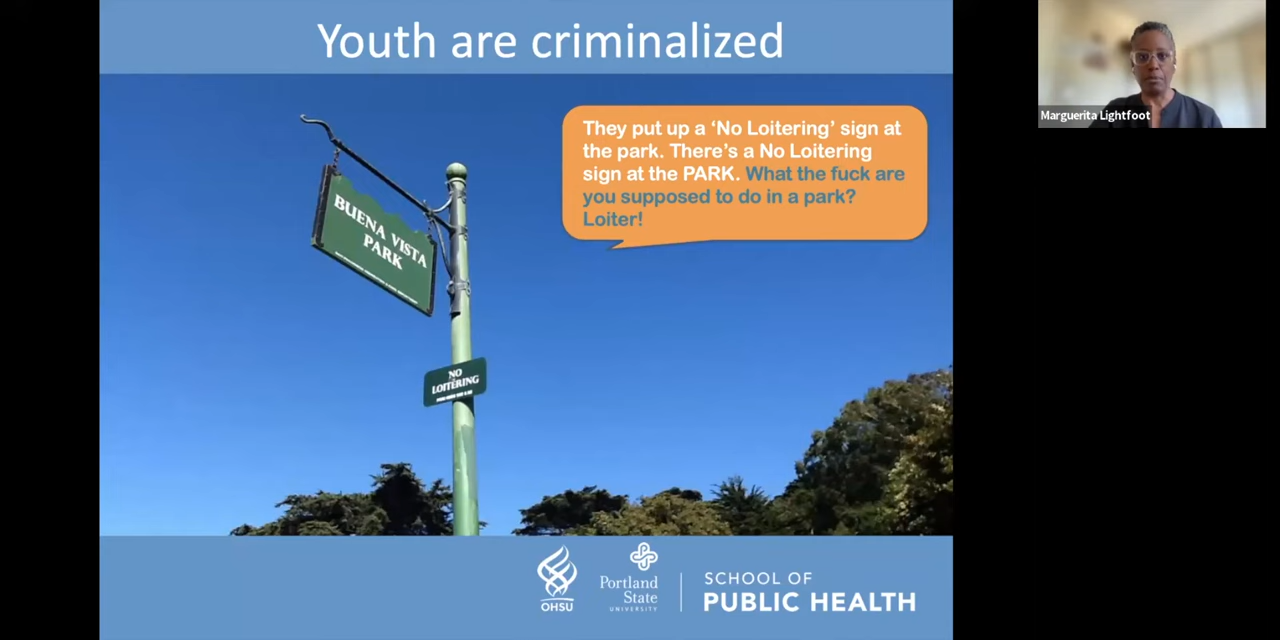 Youth are criminalized
Marguerita Lightfoot
They put up a ‘No Loitering’ sign at
the park. There’s a No Loitering
sign at the PARK. What the fuck are
you supposed to do in a park?
Loiter!
BUENA VISTA
PARK
NO
LOITERING
OHSU
Portland
State
UNIVERSITY
SCHOOL OF
PUBLIC HEALTH